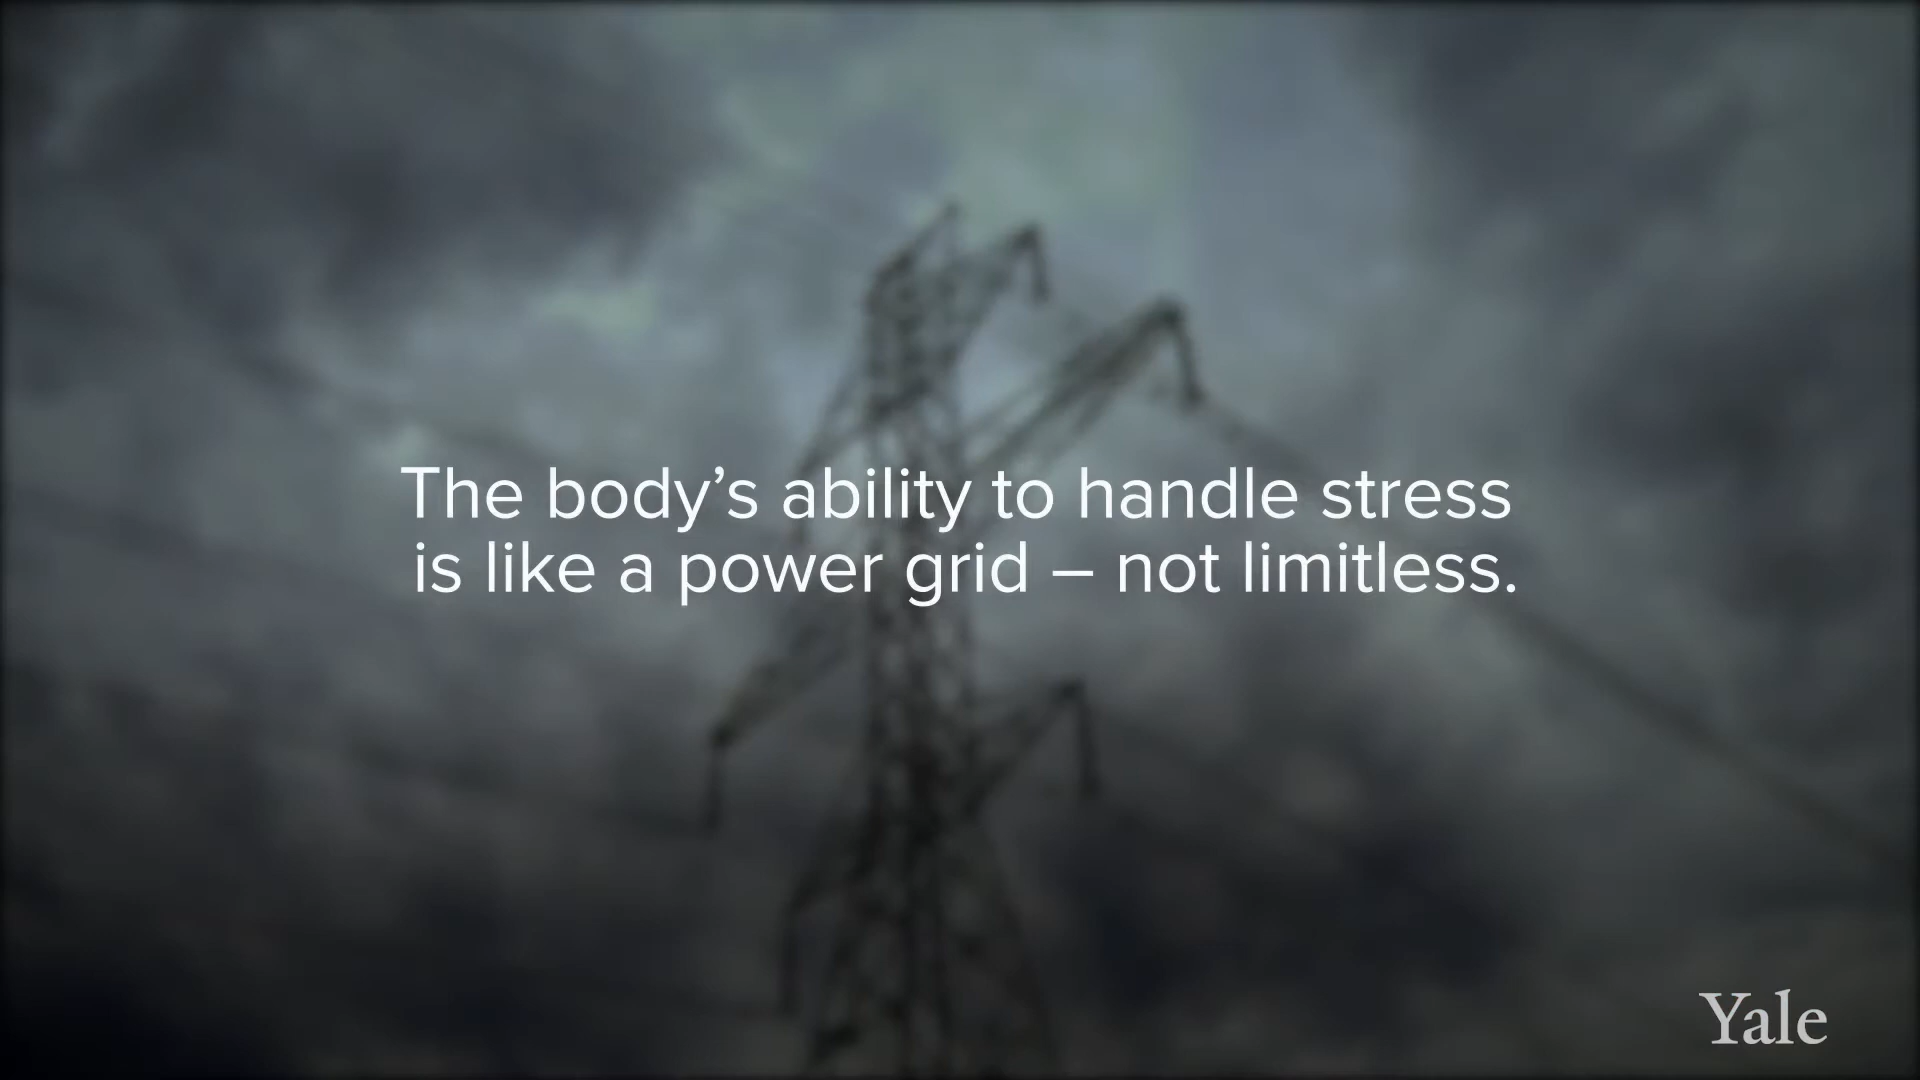 The body’s ability to handle stress
is like a power grid – not limitless.
Yale